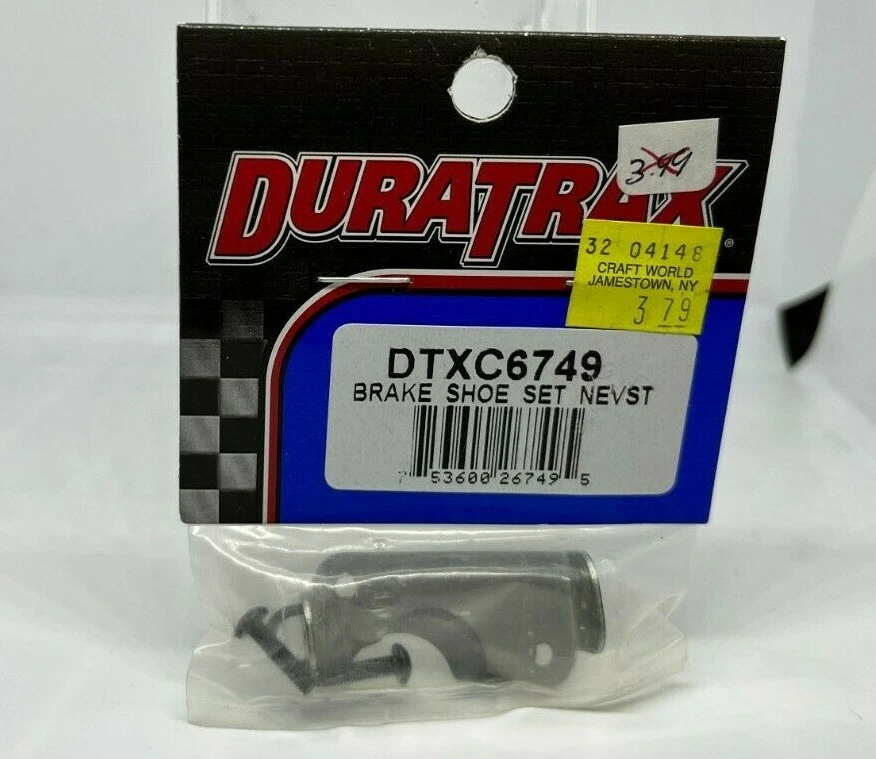 3.99
DURATRAX®
32 04148
CRAFT WORLD
JAMESTOWN, NY
3 79
DTXC6749
BRAKE SHOE SET NEVST
7 53600 26749 5